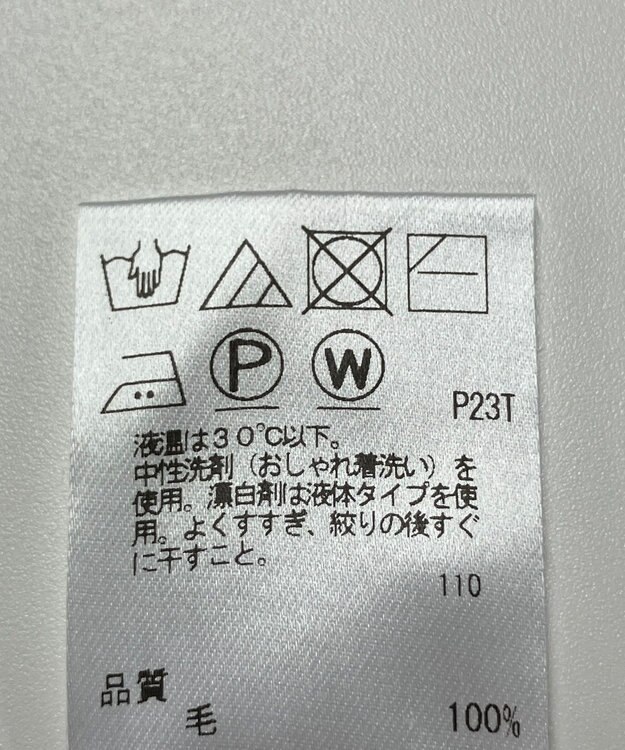 P W P23T
液温は30℃以下。
中性洗剤（おしゃれ着洗い）を
使用。漂白剤は液体タイプを使
用。よくすすぎ、絞りの後すぐ
に干すこと。
110
品質
毛 100%